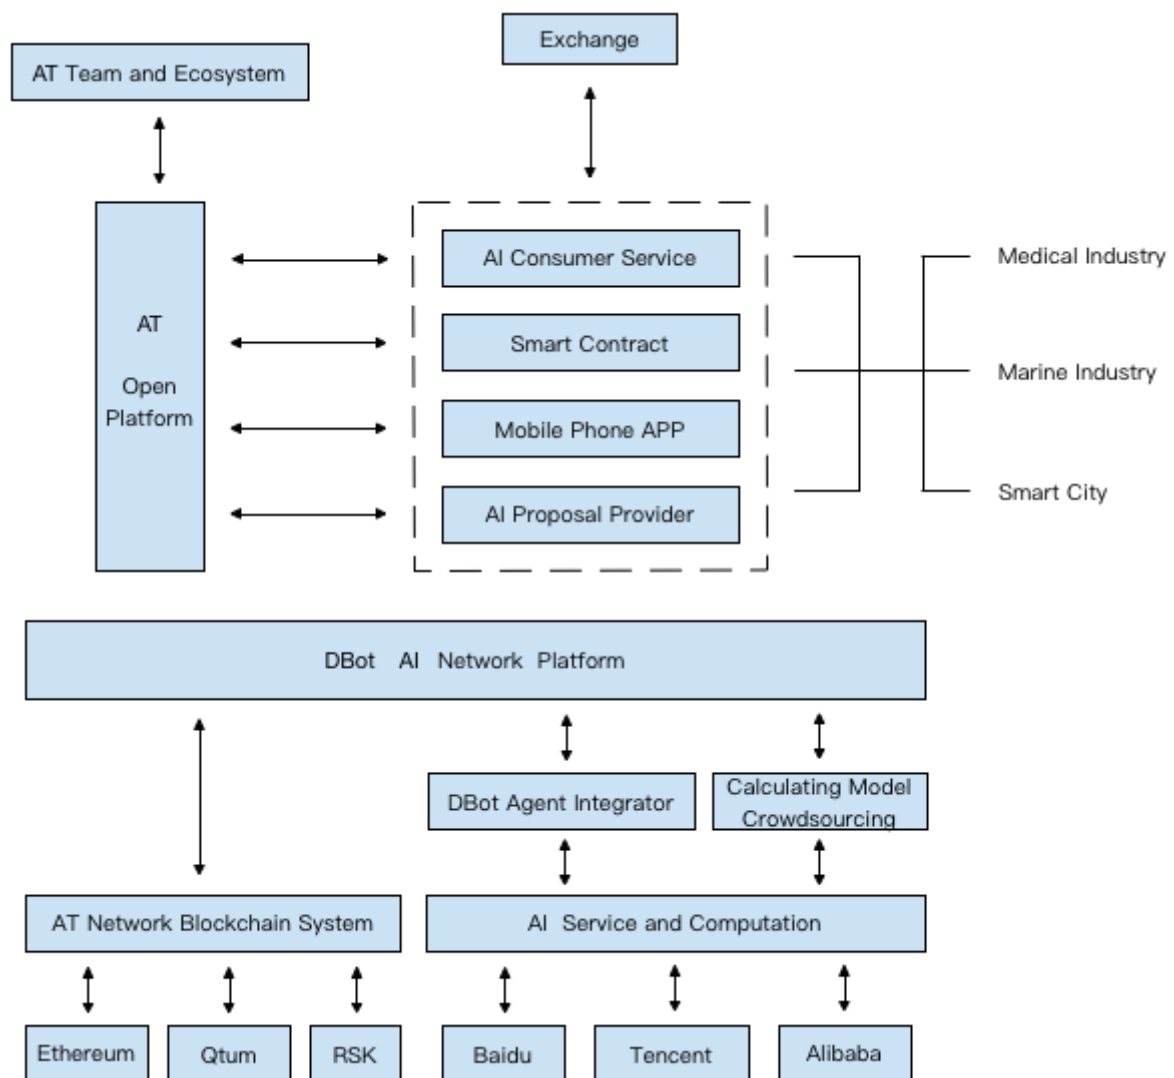 Exchange
AT Team and Ecosystem
AT
Open
Platform
AI Consumer Service
Smart Contract
Mobile Phone APP
AI Proposal Provider
Medical Industry
Marine Industry
Smart City
DBot AI Network Platform
DBot Agent Integrator
Calculating Model
Crowdsourcing
AT Network Blockchain System
AI Service and Computation
Ethereum
Qtum
RSK
Baidu
Tencent
Alibaba